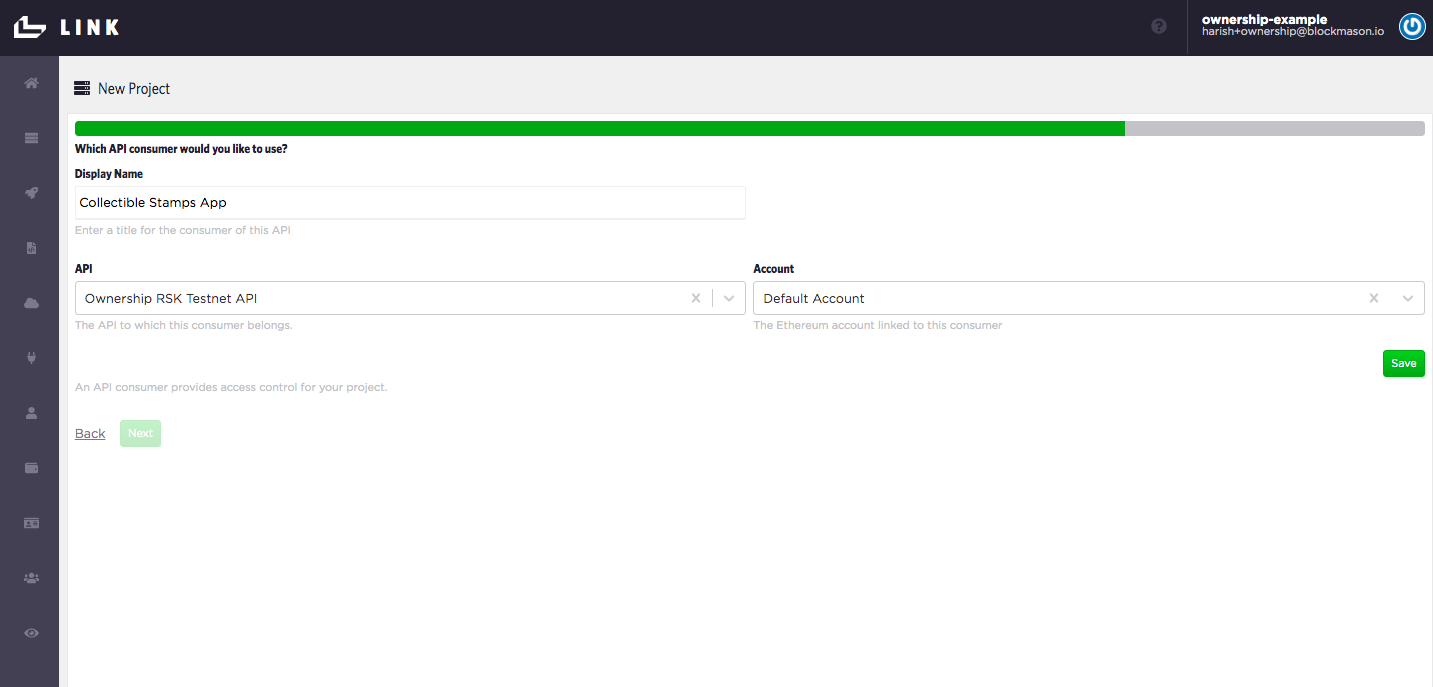 LINK
ownership-example
harish+ownership@blockmason.io
New Project
Which API consumer would you like to use?
Display Name
Collectible Stamps App
Enter a title for the consumer of this API
API
Account
Ownership RSK Testnet API
Default Account
The API to which this consumer belongs.
The Ethereum account linked to this consumer
Save
An API consumer provides access control for your project.
Back
Next